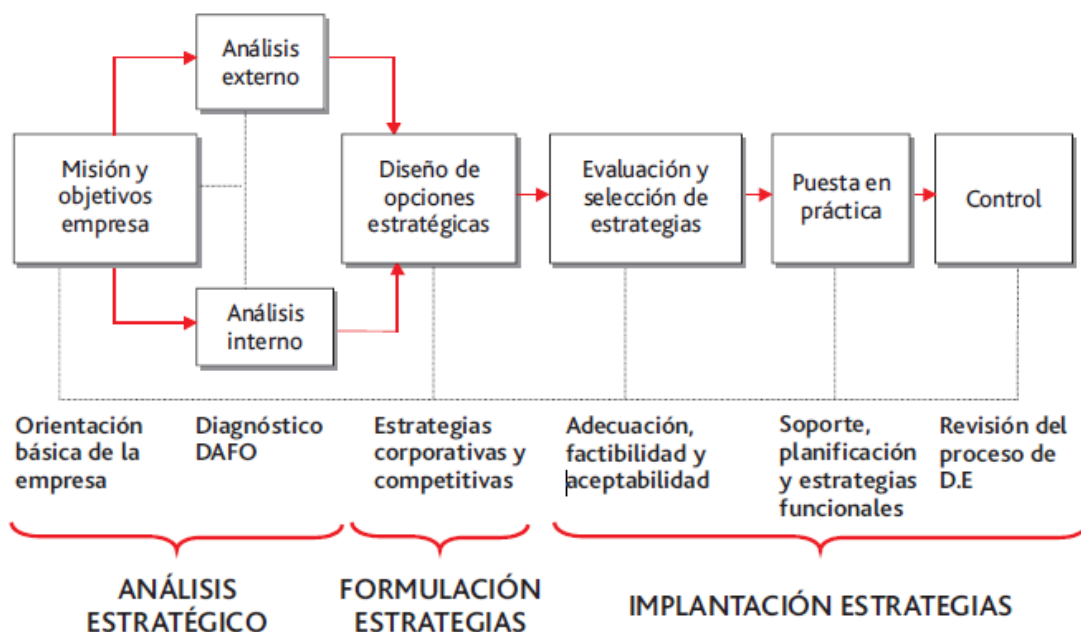 Análisis
externo
Misión y
objetivos
empresa
Análisis
interno
Diseño de
opciones
estratégicas
Evaluación y
selección de
estrategias
Puesta en
práctica
Control
Orientación
básica de la
empresa
Diagnóstico
DAFO
Estrategias
corporativas y
competitivas
Adecuación,
factibilidad y
aceptabilidad
Soporte,
planificación
y estrategias
funcionales
Revisión del
proceso de
D.E
ANÁLISIS
ESTRATÉGICO
FORMULACIÓN
ESTRATEGIAS
IMPLANTACIÓN ESTRATEGIAS